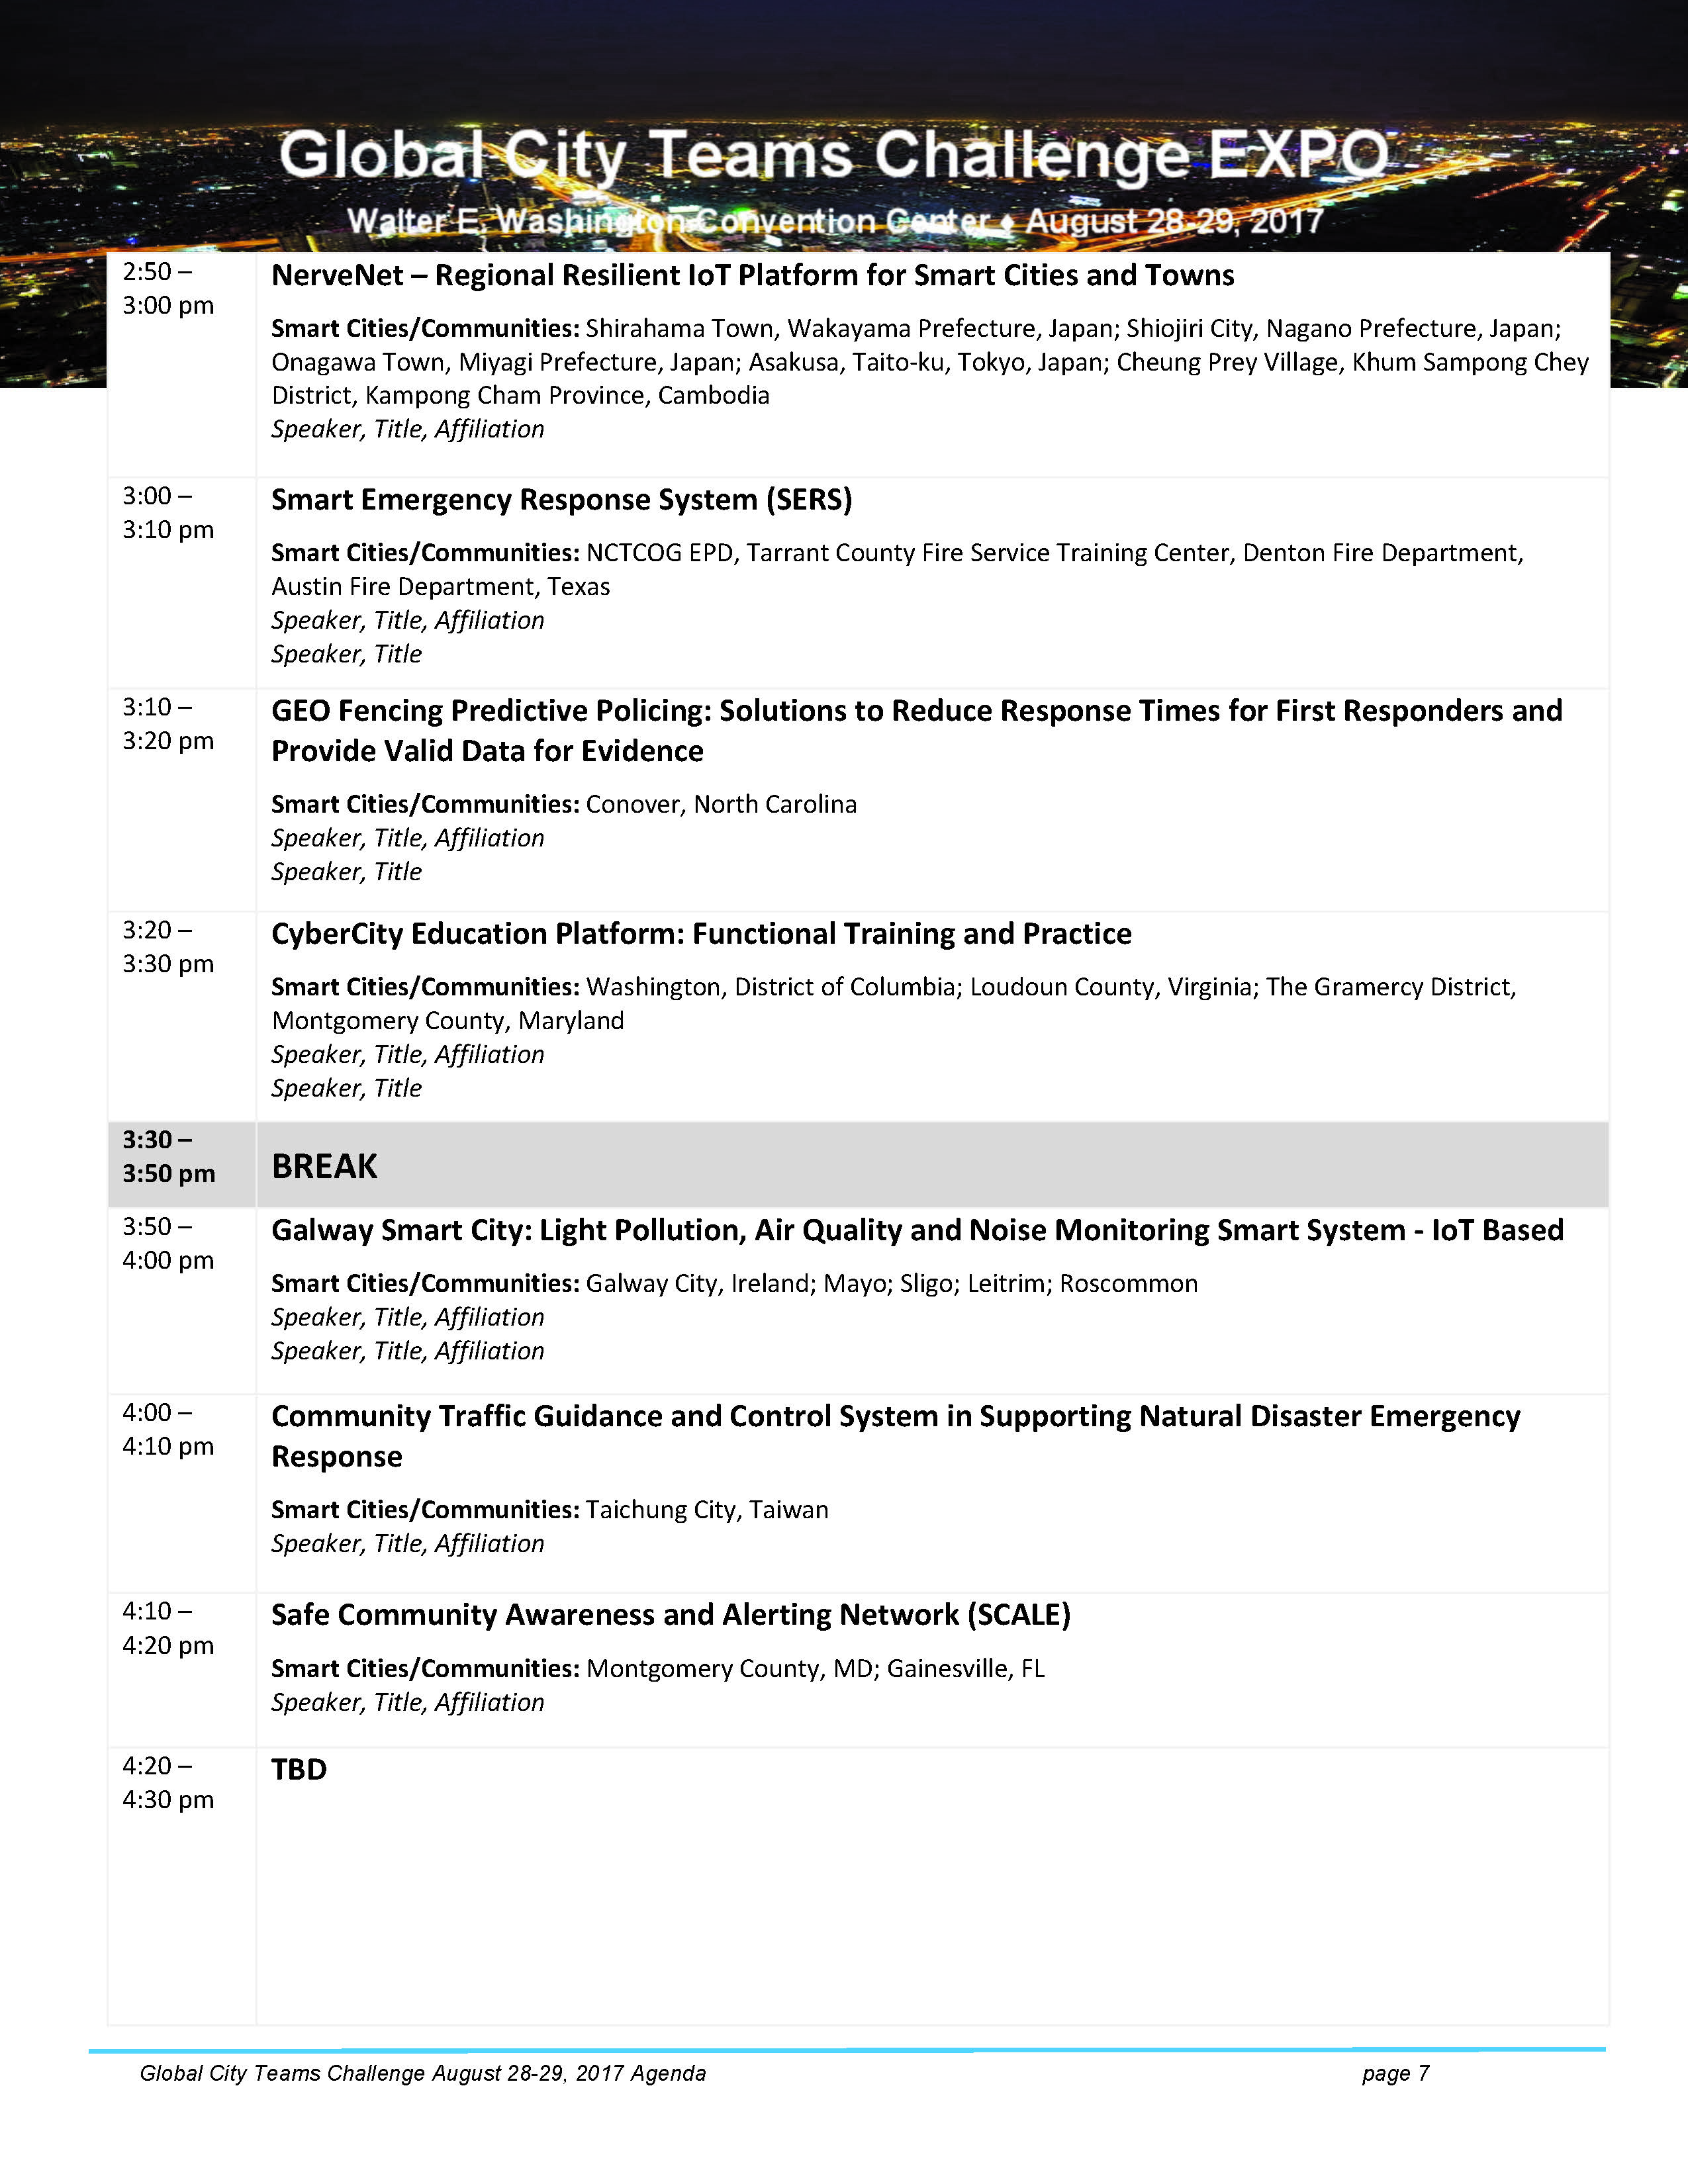 Global City Teams Challenge EXPO
Walter E. Washington Convention Center ♦ August 28-29, 2017
2:50 –
3:00 pm
NerveNet – Regional Resilient IoT Platform for Smart Cities and Towns
Smart Cities/Communities: Shirahama Town, Wakayama Prefecture, Japan; Shiojiri City, Nagano Prefecture, Japan;
Onagawa Town, Miyagi Prefecture, Japan; Asakusa, Taito-ku, Tokyo, Japan; Cheung Prey Village, Khum Sampong Chey
District, Kampong Cham Province, Cambodia
Speaker, Title, Affiliation
3:00 –
3:10 pm
Smart Emergency Response System (SERS)
Smart Cities/Communities: NCTCOG EPD, Tarrant County Fire Service Training Center, Denton Fire Department,
Austin Fire Department, Texas
Speaker, Title, Affiliation
Speaker, Title
3:10 –
3:20 pm
GEO Fencing Predictive Policing: Solutions to Reduce Response Times for First Responders and
Provide Valid Data for Evidence
Smart Cities/Communities: Conover, North Carolina
Speaker, Title, Affiliation
Speaker, Title
3:20 –
3:30 pm
CyberCity Education Platform: Functional Training and Practice
Smart Cities/Communities: Washington, District of Columbia; Loudoun County, Virginia; The Gramercy District,
Montgomery County, Maryland
Speaker, Title, Affiliation
Speaker, Title
3:30 –
3:50 pm
BREAK
3:50 –
4:00 pm
Galway Smart City: Light Pollution, Air Quality and Noise Monitoring Smart System - IoT Based
Smart Cities/Communities: Galway City, Ireland; Mayo; Sligo; Leitrim; Roscommon
Speaker, Title, Affiliation
Speaker, Title, Affiliation
4:00 –
4:10 pm
Community Traffic Guidance and Control System in Supporting Natural Disaster Emergency
Response
Smart Cities/Communities: Taichung City, Taiwan
Speaker, Title, Affiliation
4:10 –
4:20 pm
Safe Community Awareness and Alerting Network (SCALE)
Smart Cities/Communities: Montgomery County, MD; Gainesville, FL
Speaker, Title, Affiliation
4:20 –
4:30 pm
TBD
Global City Teams Challenge August 28-29, 2017 Agenda page 7